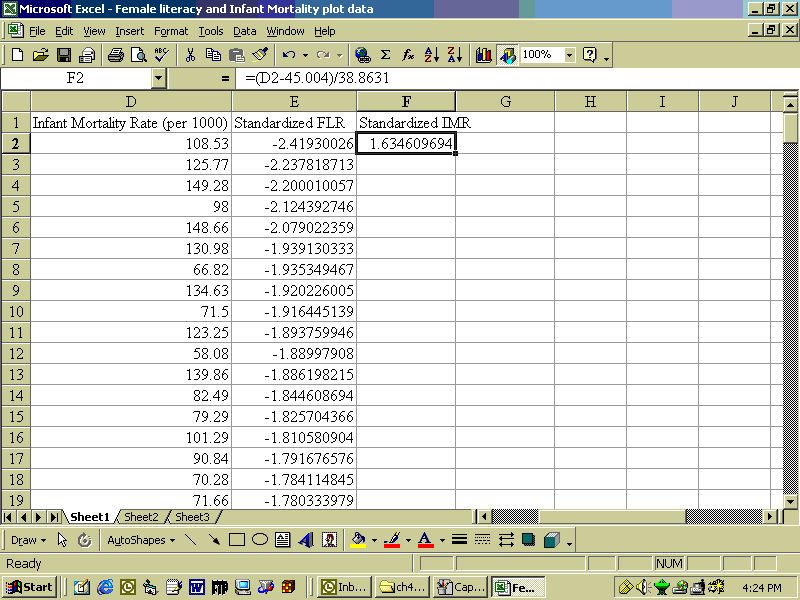 Microsoft Excel - Female literacy and Infant Mortality plot data
File Edit View Insert Format Tools Data Window Help
100%
F2 = =(D2-45.004)/38.8631
D E F G H I J
1 Infant Mortality Rate (per 1000) Standardized FLR Standardized IMR
2 108.53 -2.41930026 1.634609694
3 125.77 -2.237818713
4 149.28 -2.200010057
5 98 -2.124392746
6 148.66 -2.079022359
7 130.98 -1.939130333
8 66.82 -1.935349467
9 134.63 -1.920226005
10 71.5 -1.916445139
11 123.25 -1.893759946
12 58.08 -1.88997908
13 139.86 -1.886198215
14 82.49 -1.844608694
15 79.29 -1.825704366
16 101.29 -1.810580904
17 90.84 -1.791676576
18 70.28 -1.784114845
19 71.66 -1.780333979
Sheet1 Sheet2 Sheet3
Draw AutoShapes
Ready NUM
Start Inb... ch4... Cap... Fe... 4:24 PM